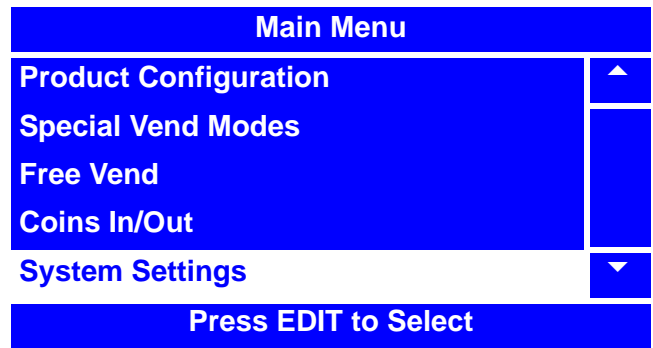 Main Menu
Product Configuration
Special Vend Modes
Free Vend
Coins In/Out
System Settings
Press EDIT to Select